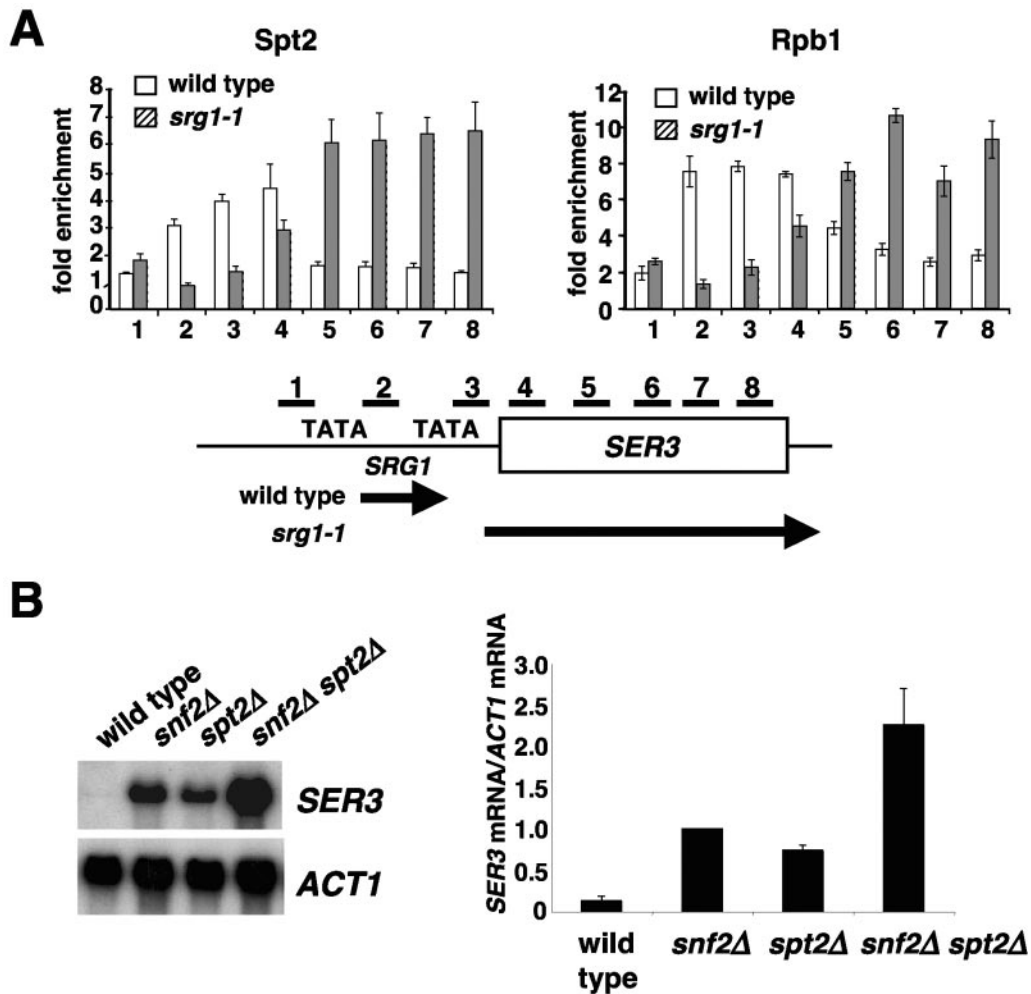 A
Spt2
wild type
srg1-1
fold enrichment
8
7
6
5
4
3
2
1
0
1 2 3 4 5 6 7 8
Rpb1
wild type
srg1-1
fold enrichment
12
10
8
6
4
2
0
1 2 3 4 5 6 7 8
1 2 3 4 5 6 7 8
TATA TATA
SER3
SRG1
wild type
srg1-1
B
wild type
snf2Δ
spt2Δ
snf2Δ spt2Δ
SER3
ACT1
SER3 mRNA/ACT1 mRNA
3.0
2.5
2.0
1.5
1.0
0.5
0
wild type
snf2Δ
spt2Δ
snf2Δ spt2Δ